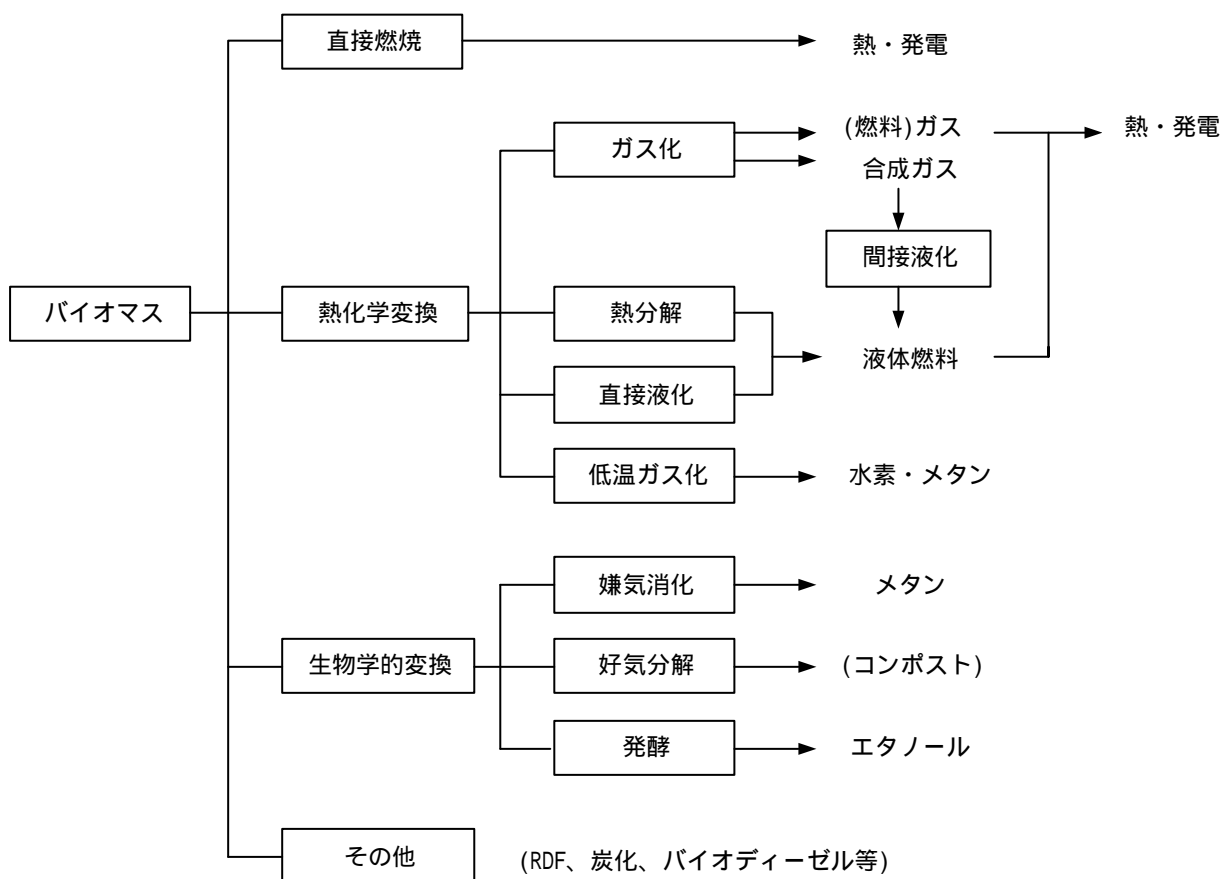 直接燃焼
熱・発電
ガス化
(燃料)ガス
熱・発電
合成ガス
間接液化
バイオマス
熱化学変換
熱分解
液体燃料
直接液化
低温ガス化
水素・メタン
嫌気消化
メタン
生物学的変換
好気分解
(コンポスト)
発酵
エタノール
その他
(RDF、炭化、バイオディーゼル等)